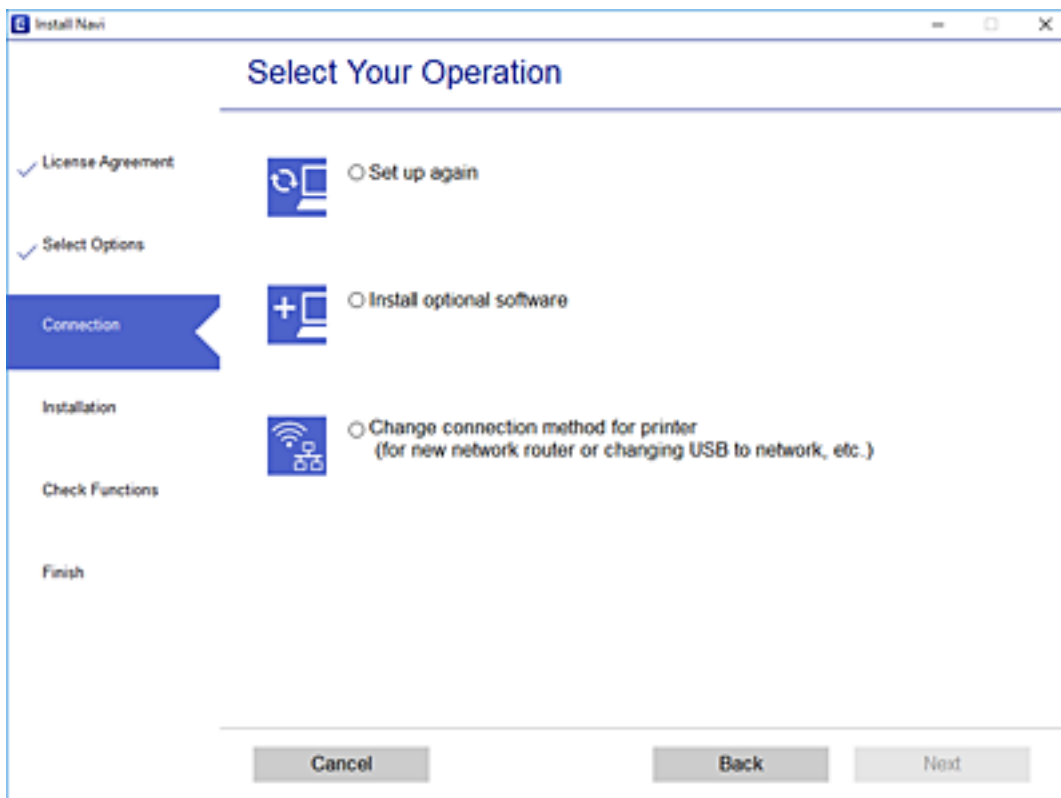 Install Navi
Select Your Operation
License Agreement
Select Options
Connection
Installation
Check Functions
Finish
Set up again
Install optional software
Change connection method for printer
(for new network router or changing USB to network, etc.)
Cancel
Back
Next